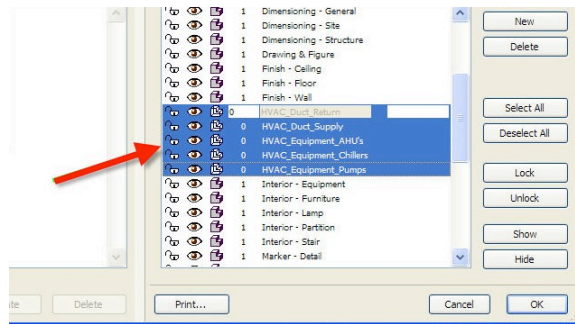 1 Dimensioning - General
1 Dimensioning - Site
1 Dimensioning - Structure
1 Drawing & Figure
1 Finish - Ceiling
1 Finish - Floor
1 Finish - Wall
0 HVAC_Duct_Return
0 HVAC_Duct_Supply
0 HVAC_Equipment_AHU's
0 HVAC_Equipment_Chillers
0 HVAC_Equipment_Pumps
1 Interior - Equipment
1 Interior - Furniture
1 Interior - Lamp
1 Interior - Partition
1 Interior - Stair
1 Marker - Detail
New
Delete
Select All
Deselect All
Lock
Unlock
Show
Hide
Delete
Print...
Cancel
OK